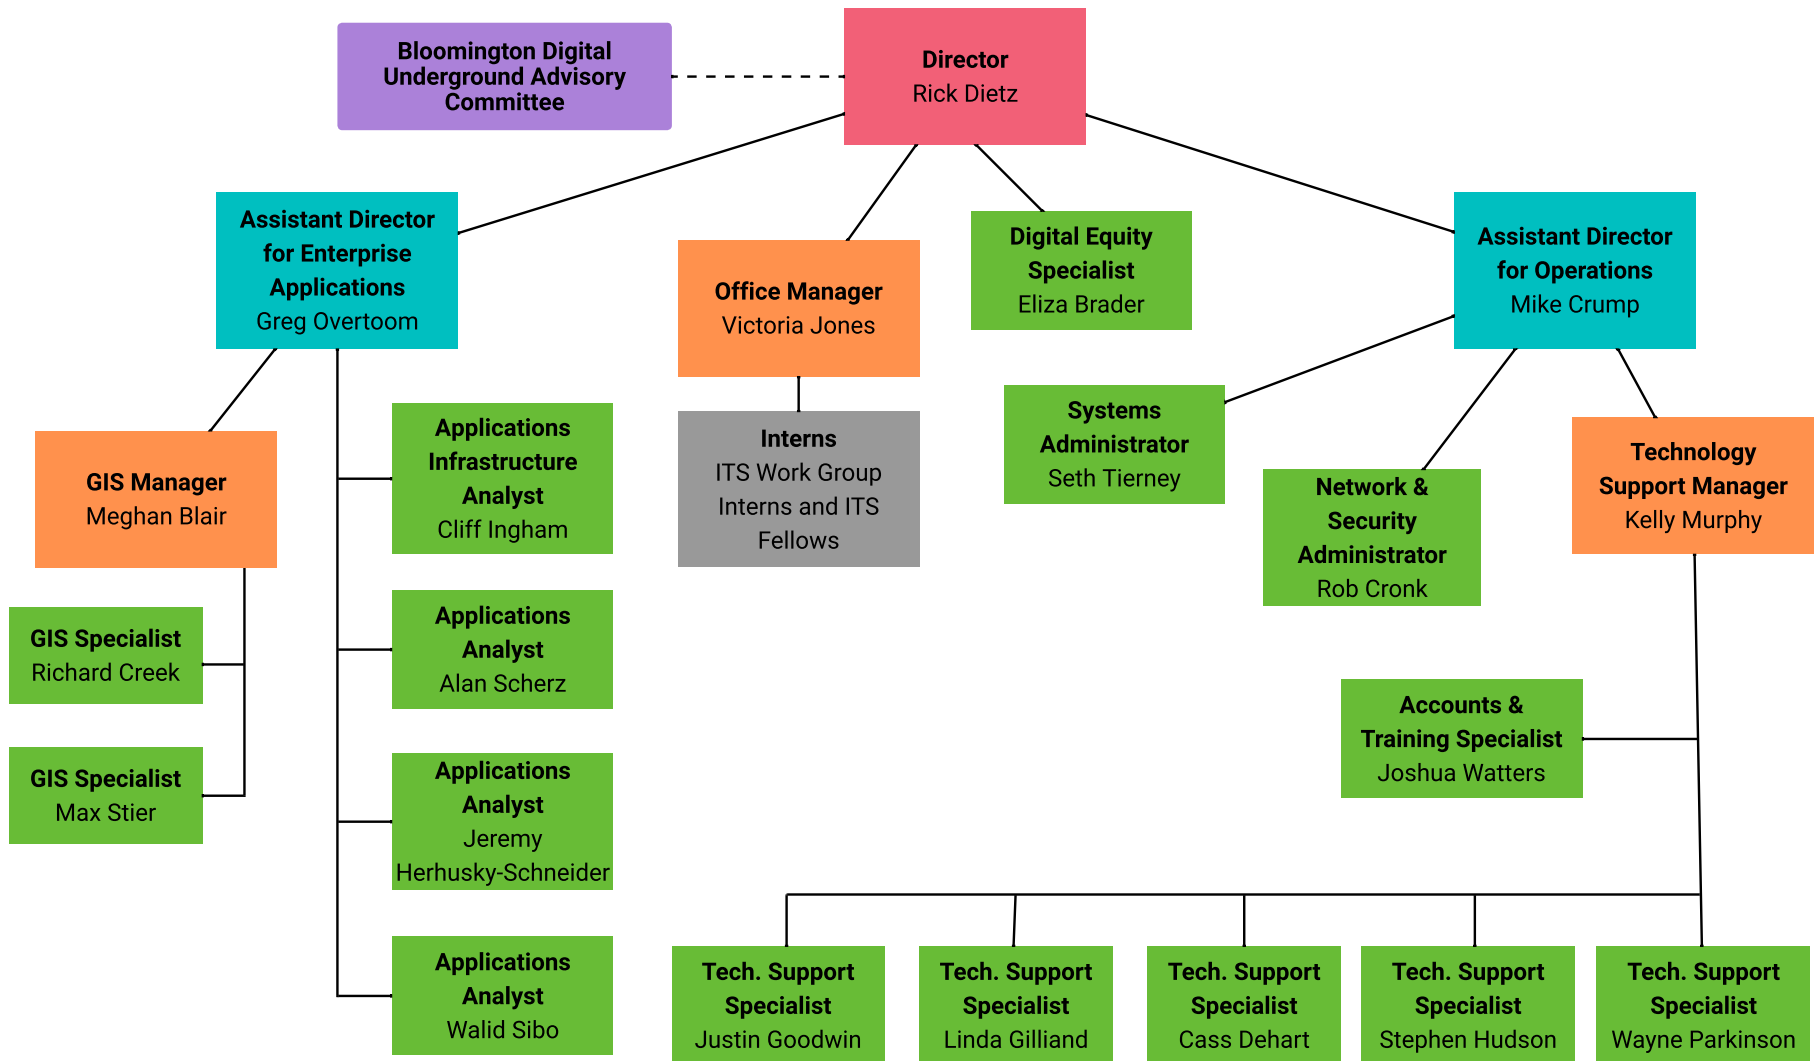 Bloomington Digital
Underground Advisory
Committee
Director
Rick Dietz
Assistant Director
for Enterprise
Applications
Greg Overtoom
Office Manager
Victoria Jones
Digital Equity
Specialist
Eliza Brader
Assistant Director
for Operations
Mike Crump
GIS Manager
Meghan Blair
Applications
Infrastructure
Analyst
Cliff Ingham
Interns
ITS Work Group
Interns and ITS
Fellows
Systems
Administrator
Seth Tierney
Network &
Security
Administrator
Rob Cronk
Technology
Support Manager
Kelly Murphy
GIS Specialist
Richard Creek
Applications
Analyst
Alan Scherz
Accounts &
Training Specialist
Joshua Watters
GIS Specialist
Max Stier
Applications
Analyst
Jeremy
Herhusky-Schneider
Applications
Analyst
Walid Sibo
Tech. Support
Specialist
Justin Goodwin
Tech. Support
Specialist
Linda Gilliand
Tech. Support
Specialist
Cass Dehart
Tech. Support
Specialist
Stephen Hudson
Tech. Support
Specialist
Wayne Parkinson